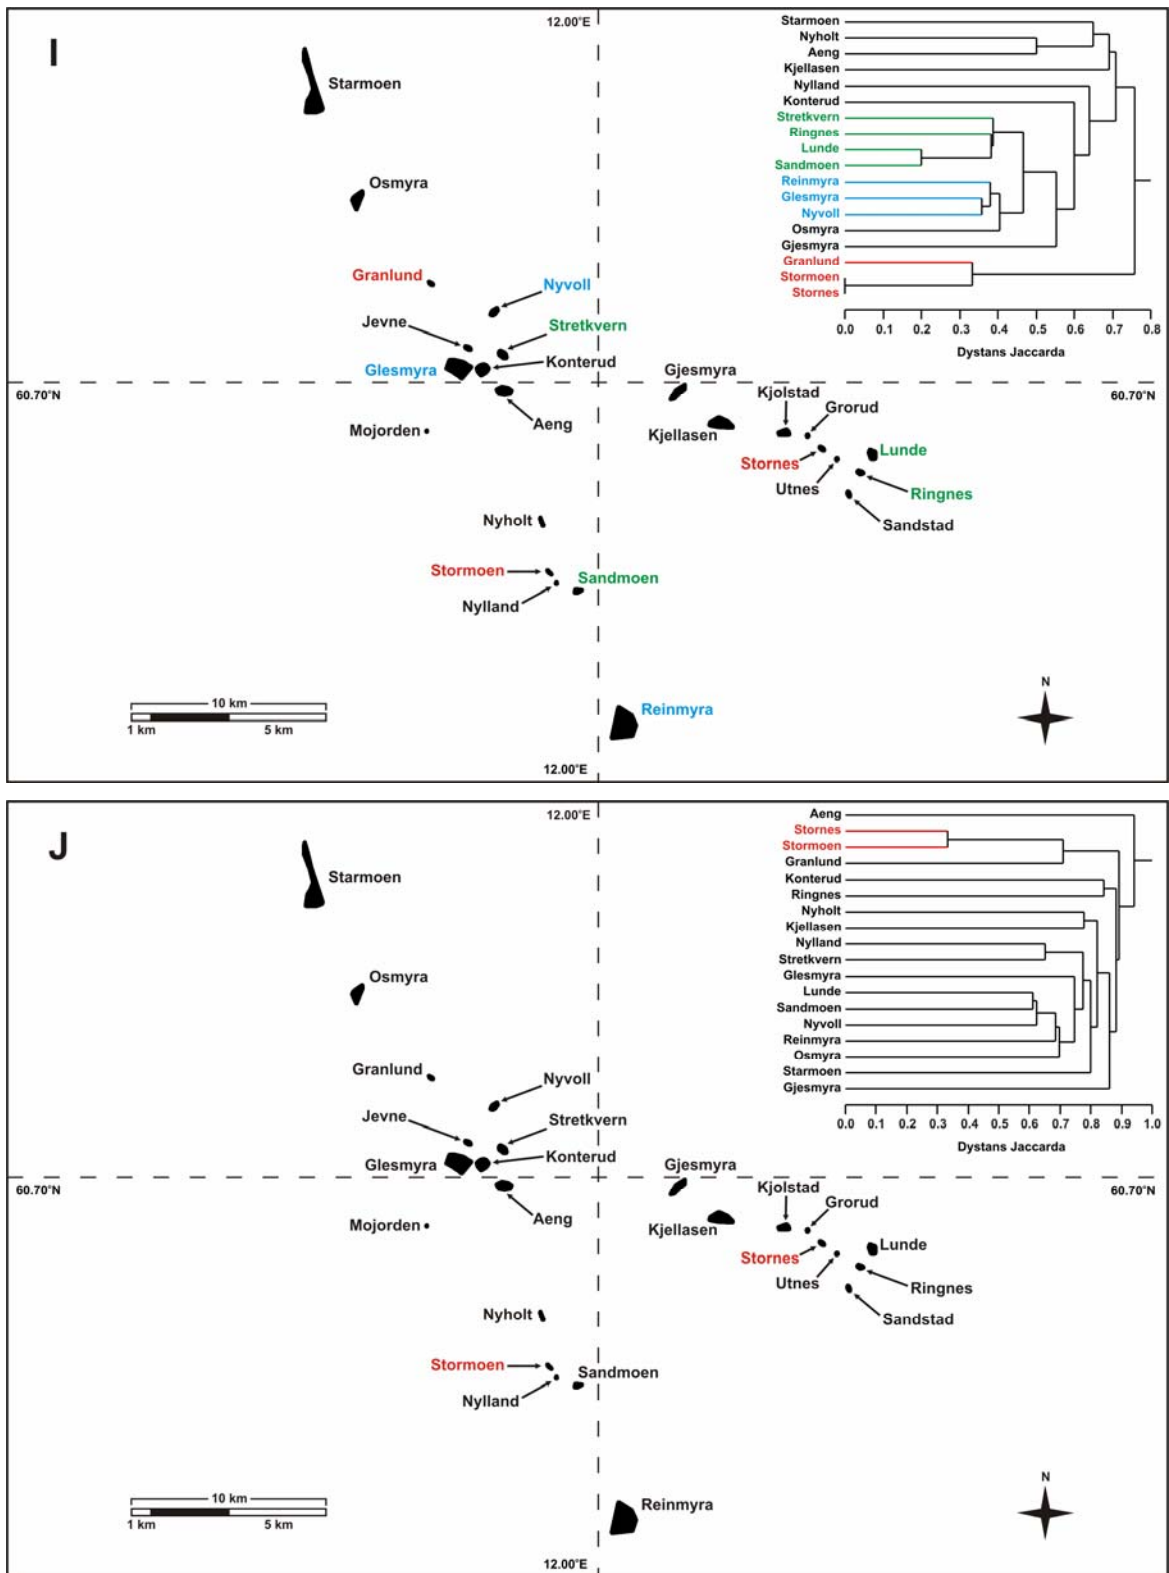 I
12.00°E
Starmoen
Osmyra
Granlund
Nyvoll
Jevne
Stretkvern
Glesmyra
Konterud
60.70°N
60.70°N
Gjesmyra
Aeng
Mojorden
Kjellasen
Kjolstad
Grorud
Stornes
Lunde
Utnes
Ringnes
Sandstad
Nyholt
Stormoen
Sandmoen
Nylland
Reinmyra
10 km
1 km
5 km
N
12.00°E
Starmoen
Nyholt
Aeng
Kjellasen
Nylland
Konterud
Stretkvern
Ringnes
Lunde
Sandmoen
Reinmyra
Glesmyra
Nyvoll
Osmyra
Gjesmyra
Granlund
Stormoen
Stornes
0.0 0.1 0.2 0.3 0.4 0.5 0.6 0.7 0.8
Dystans Jaccarda
J
12.00°E
Starmoen
Osmyra
Granlund
Nyvoll
Jevne
Stretkvern
Glesmyra
Konterud
60.70°N
60.70°N
Gjesmyra
Aeng
Mojorden
Kjellasen
Kjolstad
Grorud
Stornes
Lunde
Utnes
Ringnes
Sandstad
Nyholt
Stormoen
Sandmoen
Nylland
Reinmyra
10 km
1 km
5 km
N
12.00°E
Aeng
Stornes
Stormoen
Granlund
Konterud
Ringnes
Nyholt
Kjellasen
Nylland
Stretkvern
Glesmyra
Lunde
Sandmoen
Nyvoll
Reinmyra
Osmyra
Starmoen
Gjesmyra
0.0 0.1 0.2 0.3 0.4 0.5 0.6 0.7 0.8 0.9 1.0
Dystans Jaccarda